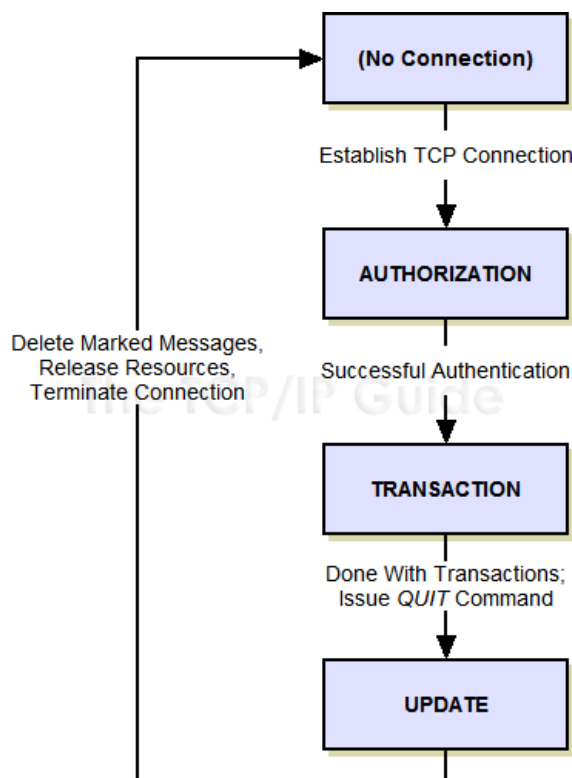 (No Connection)
Establish TCP Connection
AUTHORIZATION
Delete Marked Messages,
Release Resources,
Terminate Connection
Successful Authentication
The TCP/IP Guide
TRANSACTION
Done With Transactions;
Issue QUIT Command
UPDATE